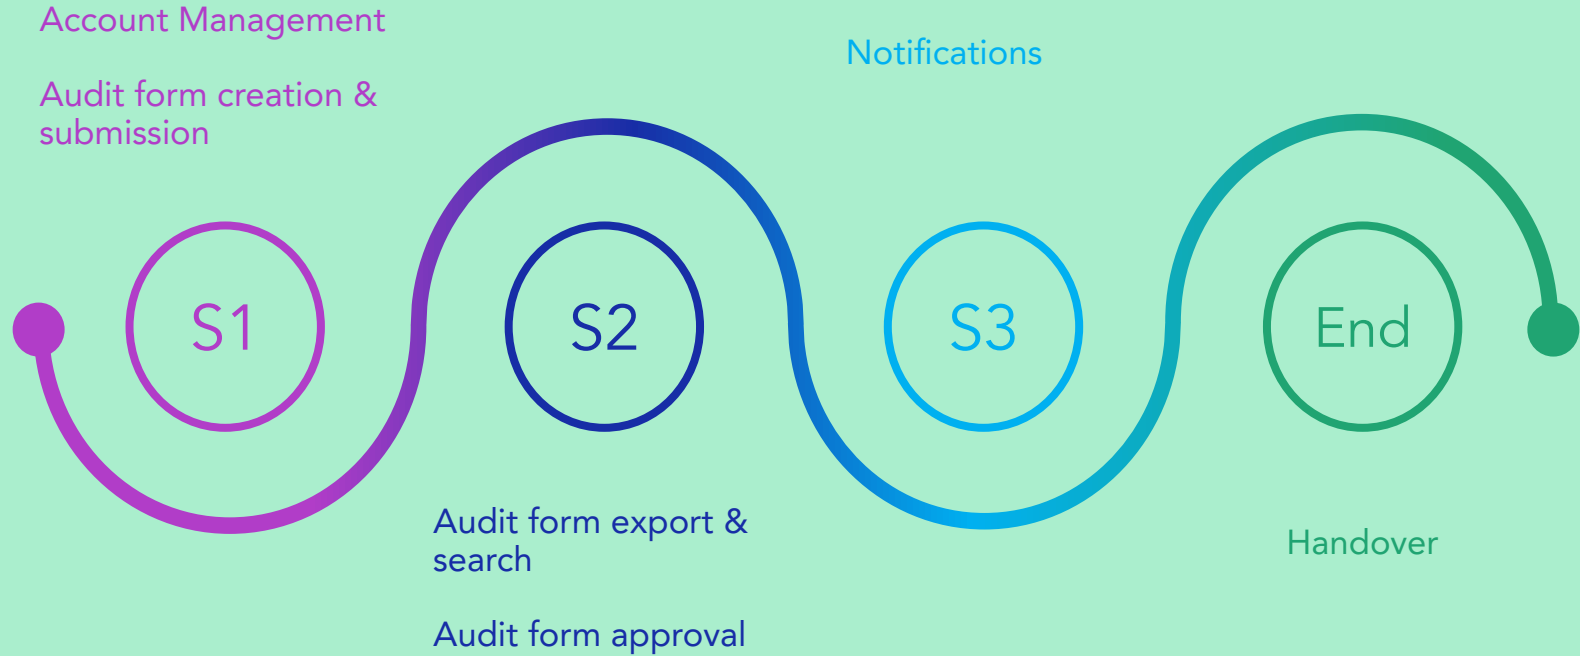 Account Management
Audit form creation &
submission
S1
S2
Audit form export &
search
Audit form approval
Notifications
S3
End
Handover